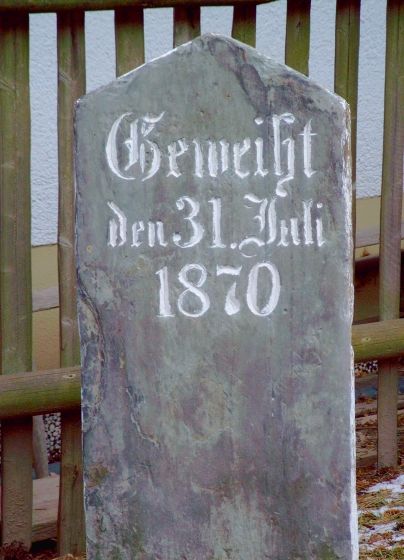 Geweiht
den 31. Juli
1870